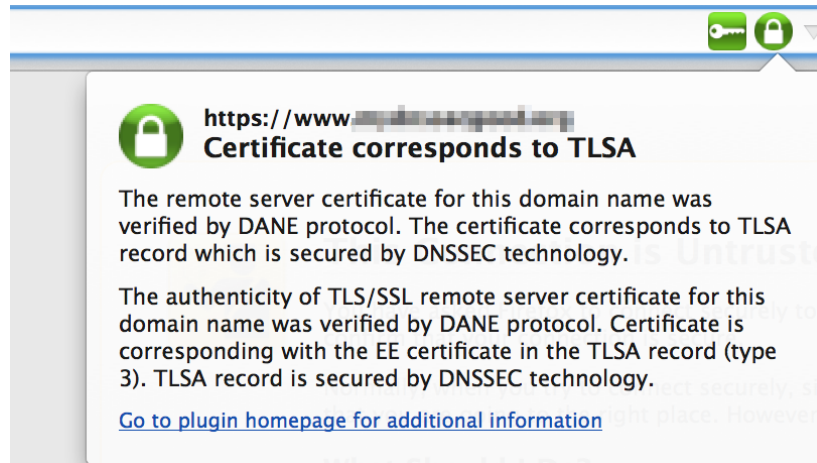 https://www.
Certificate corresponds to TLSA
The remote server certificate for this domain name was
verified by DANE protocol. The certificate corresponds to TLSA
record which is secured by DNSSEC technology.
The authenticity of TLS/SSL remote server certificate for this
domain name was verified by DANE protocol. Certificate is
corresponding with the EE certificate in the TLSA record (type
3). TLSA record is secured by DNSSEC technology.
Go to plugin homepage for additional information